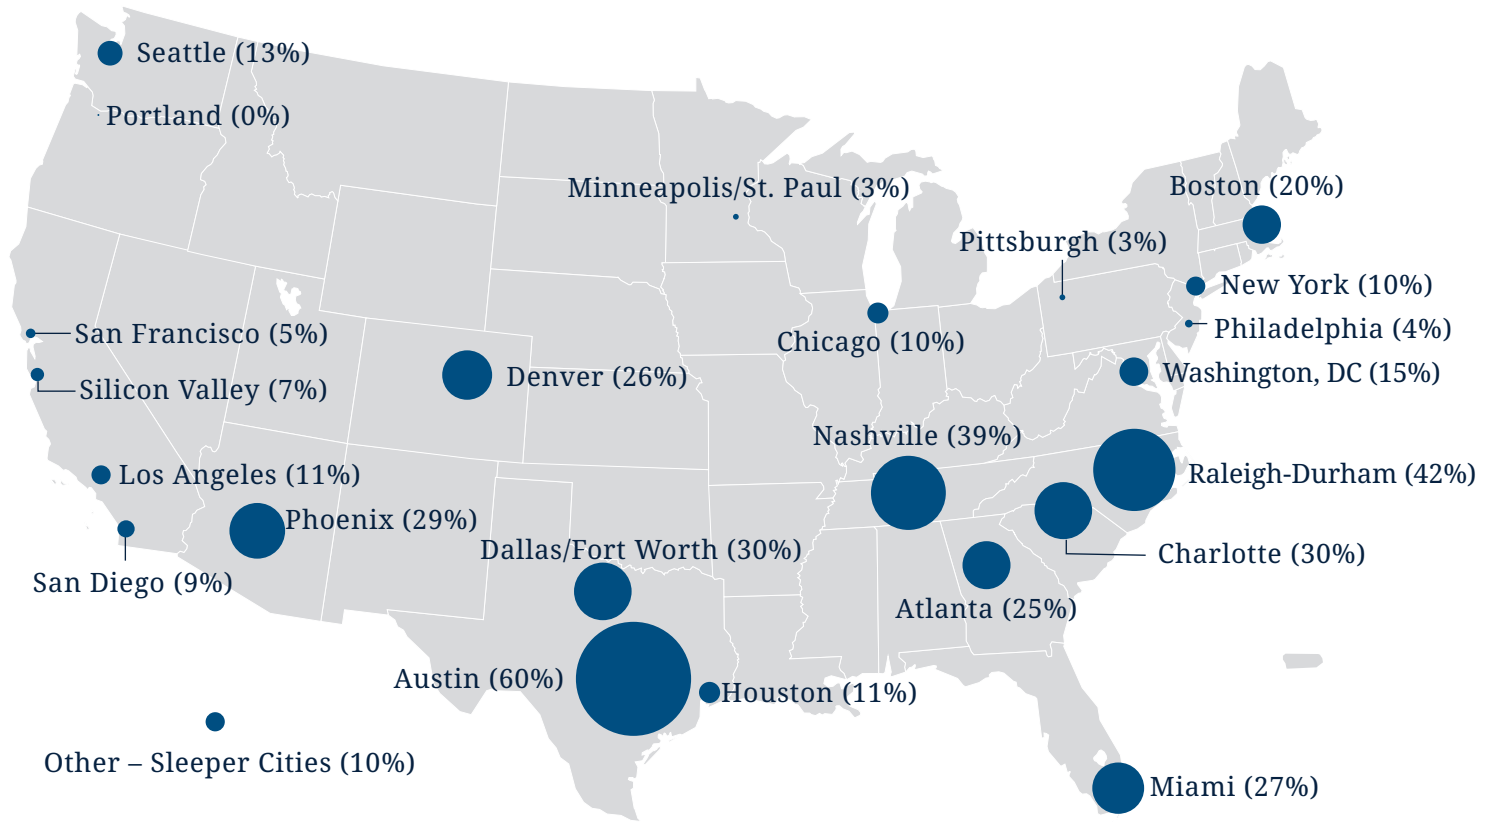 Seattle (13%)
Portland (0%)
Minneapolis/St. Paul (3%)
Boston (20%)
Pittsburgh (3%)
New York (10%)
San Francisco (5%)
Philadelphia (4%)
Chicago (10%)
Silicon Valley (7%)
Denver (26%)
Washington, DC (15%)
Nashville (39%)
Los Angeles (11%)
Raleigh-Durham (42%)
Phoenix (29%)
Dallas/Fort Worth (30%)
Charlotte (30%)
San Diego (9%)
Atlanta (25%)
Austin (60%)
Houston (11%)
Other – Sleeper Cities (10%)
Miami (27%)